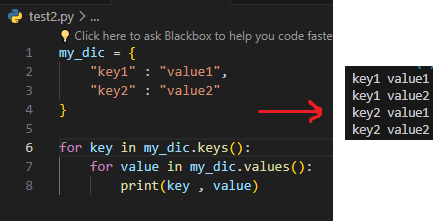 test2.py > ...
Click here to ask Blackbox to help you code faste
1 my_dic = {
2     "key1" : "value1",
3     "key2" : "value2"
4 }
5
6 for key in my_dic.keys():
7     for value in my_dic.values():
8         print(key , value)
key1 value1
key1 value2
key2 value1
key2 value2